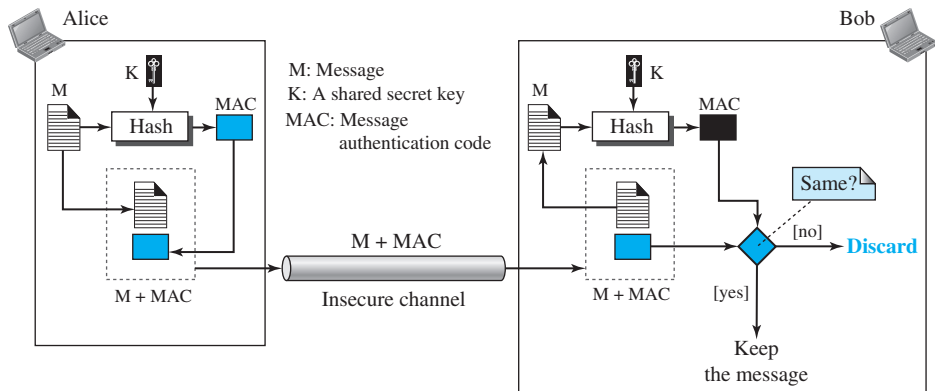 Alice
K
M
MAC
Hash
M + MAC
M: Message
K: A shared secret key
MAC: Message
authentication code
M + MAC
Insecure channel
Bob
K
M
MAC
Hash
Same?
[no]
Discard
M + MAC
[yes]
Keep
the message